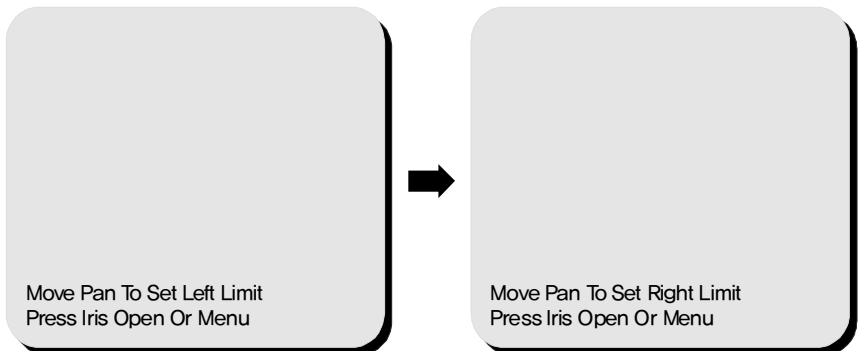 Move Pan To Set Left Limit
Press Iris Open Or Menu
Move Pan To Set Right Limit
Press Iris Open Or Menu